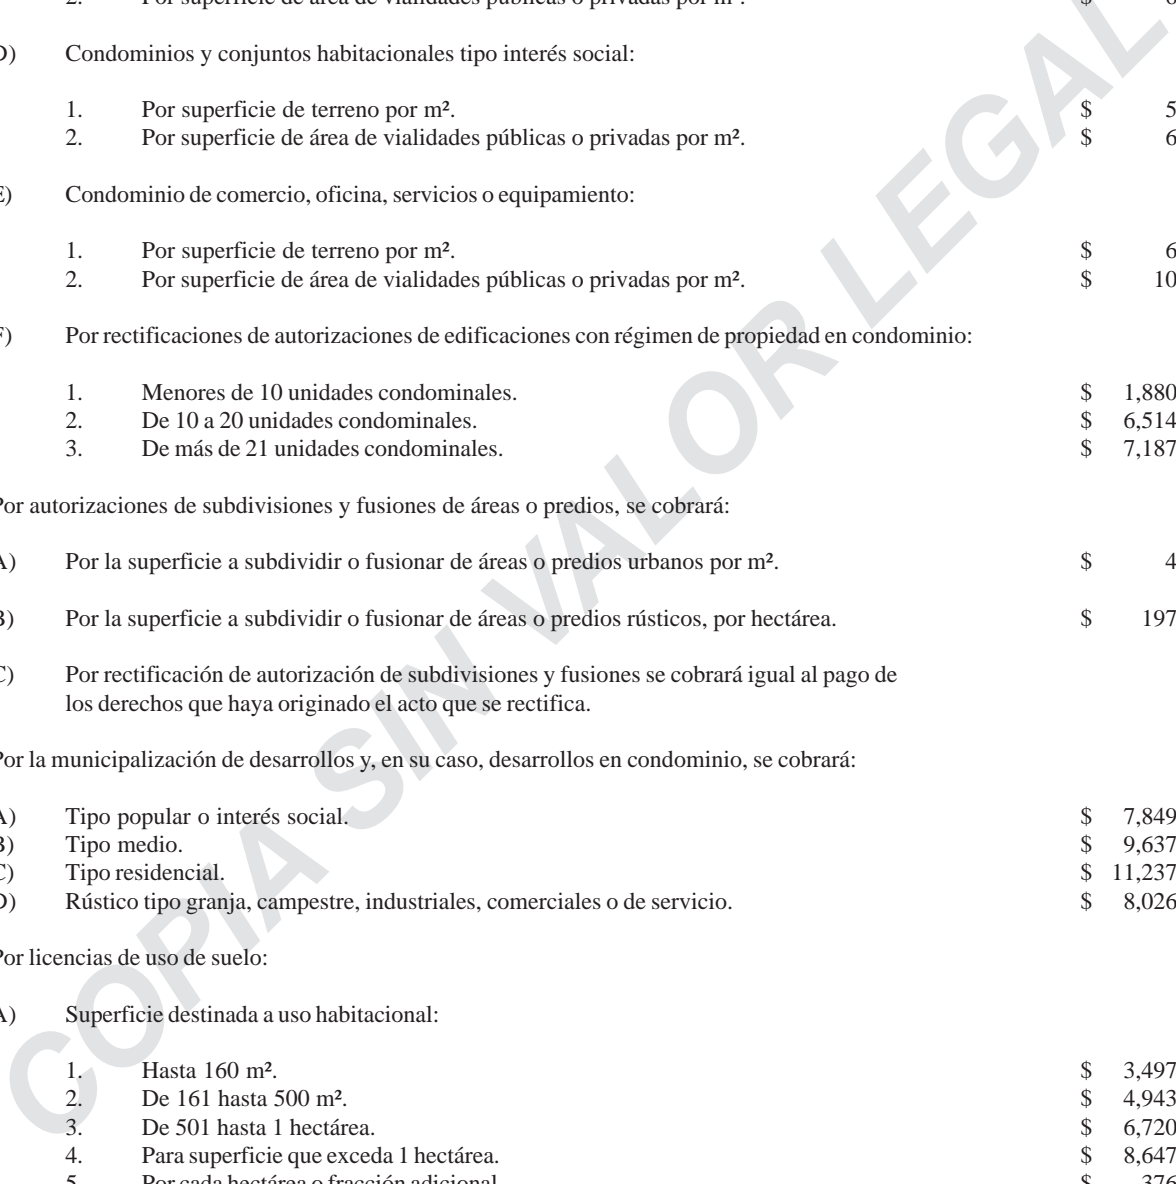 2. Por superficie de área de vialidades públicas o privadas por m². $ 6
D) Condominios y conjuntos habitacionales tipo interés social:
1. Por superficie de terreno por m². $ 5
2. Por superficie de área de vialidades públicas o privadas por m². $ 6
E) Condominio de comercio, oficina, servicios o equipamiento:
1. Por superficie de terreno por m². $ 6
2. Por superficie de área de vialidades públicas o privadas por m². $ 10
F) Por rectificaciones de autorizaciones de edificaciones con régimen de propiedad en condominio:
1. Menores de 10 unidades condominales. $ 1,880
2. De 10 a 20 unidades condominales. $ 6,514
3. De más de 21 unidades condominales. $ 7,187
Por autorizaciones de subdivisiones y fusiones de áreas o predios, se cobrará:
A) Por la superficie a subdividir o fusionar de áreas o predios urbanos por m². $ 4
B) Por la superficie a subdividir o fusionar de áreas o predios rústicos, por hectárea. $ 197
C) Por rectificación de autorización de subdivisiones y fusiones se cobrará igual al pago de
los derechos que haya originado el acto que se rectifica.
Por la municipalización de desarrollos y, en su caso, desarrollos en condominio, se cobrará:
A) Tipo popular o interés social. $ 7,849
B) Tipo medio. $ 9,637
C) Tipo residencial. $ 11,237
D) Rústico tipo granja, campestre, industriales, comerciales o de servicio. $ 8,026
Por licencias de uso de suelo:
A) Superficie destinada a uso habitacional:
1. Hasta 160 m². $ 3,497
2. De 161 hasta 500 m². $ 4,943
3. De 501 hasta 1 hectárea. $ 6,720
4. Para superficie que exceda 1 hectárea. $ 8,647
5. Por cada hectárea o fracción adicional $ 376
COPIA SIN VALOR LEGAL